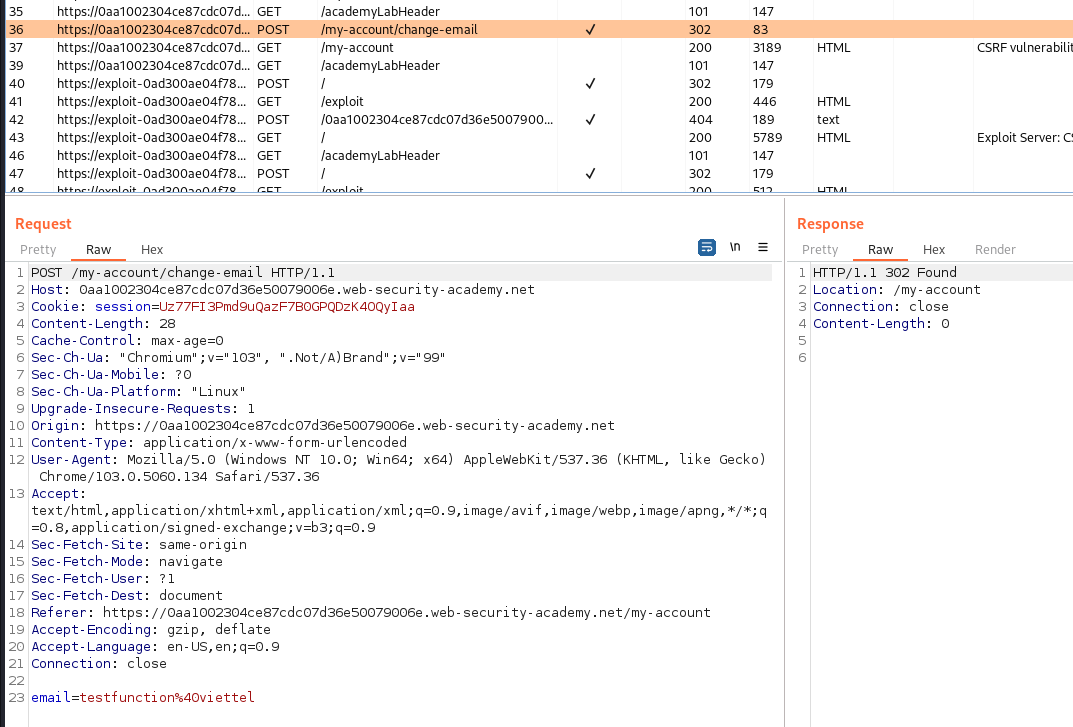 35 https://0aa1002304ce87cdc07d... GET /academyLabHeader 101 147
36 https://0aa1002304ce87cdc07d... POST /my-account/change-email ✓ 302 83
37 https://0aa1002304ce87cdc07d... GET /my-account 200 3189 HTML CSRF vulnerabilit
39 https://0aa1002304ce87cdc07d... GET /academyLabHeader 101 147
40 https://exploit-0ad300ae04f78... POST / ✓ 302 179
41 https://exploit-0ad300ae04f78... GET /exploit 200 446 HTML
42 https://exploit-0ad300ae04f78... POST /0aa1002304ce87cdc07d36e5007900... ✓ 404 189 text
43 https://exploit-0ad300ae04f78... GET / 200 5789 HTML Exploit Server: CS
46 https://exploit-0ad300ae04f78... GET /academyLabHeader 101 147
47 https://exploit-0ad300ae04f78... POST / ✓ 302 179
48 https://exploit-0ad300ae04f78... GET /exploit 200 512 HTML
Request
Pretty Raw Hex
\n
1 POST /my-account/change-email HTTP/1.1
2 Host: 0aa1002304ce87cdc07d36e50079006e.web-security-academy.net
3 Cookie: session=Uz77FI3Pmd9uQazF7B0GPQDzK40QyIaa
4 Content-Length: 28
5 Cache-Control: max-age=0
6 Sec-Ch-Ua: "Chromium";v="103", ".Not/A)Brand";v="99"
7 Sec-Ch-Ua-Mobile: ?0
8 Sec-Ch-Ua-Platform: "Linux"
9 Upgrade-Insecure-Requests: 1
10 Origin: https://0aa1002304ce87cdc07d36e50079006e.web-security-academy.net
11 Content-Type: application/x-www-form-urlencoded
12 User-Agent: Mozilla/5.0 (Windows NT 10.0; Win64; x64) AppleWebKit/537.36 (KHTML, like Gecko)
Chrome/103.0.5060.134 Safari/537.36
13 Accept:
text/html,application/xhtml+xml,application/xml;q=0.9,image/avif,image/webp,image/apng,*/*;q
=0.8,application/signed-exchange;v=b3;q=0.9
14 Sec-Fetch-Site: same-origin
15 Sec-Fetch-Mode: navigate
16 Sec-Fetch-User: ?1
17 Sec-Fetch-Dest: document
18 Referer: https://0aa1002304ce87cdc07d36e50079006e.web-security-academy.net/my-account
19 Accept-Encoding: gzip, deflate
20 Accept-Language: en-US,en;q=0.9
21 Connection: close
22
23 email=testfunction%40viettel
Response
Pretty Raw Hex Render
1 HTTP/1.1 302 Found
2 Location: /my-account
3 Connection: close
4 Content-Length: 0
5
6